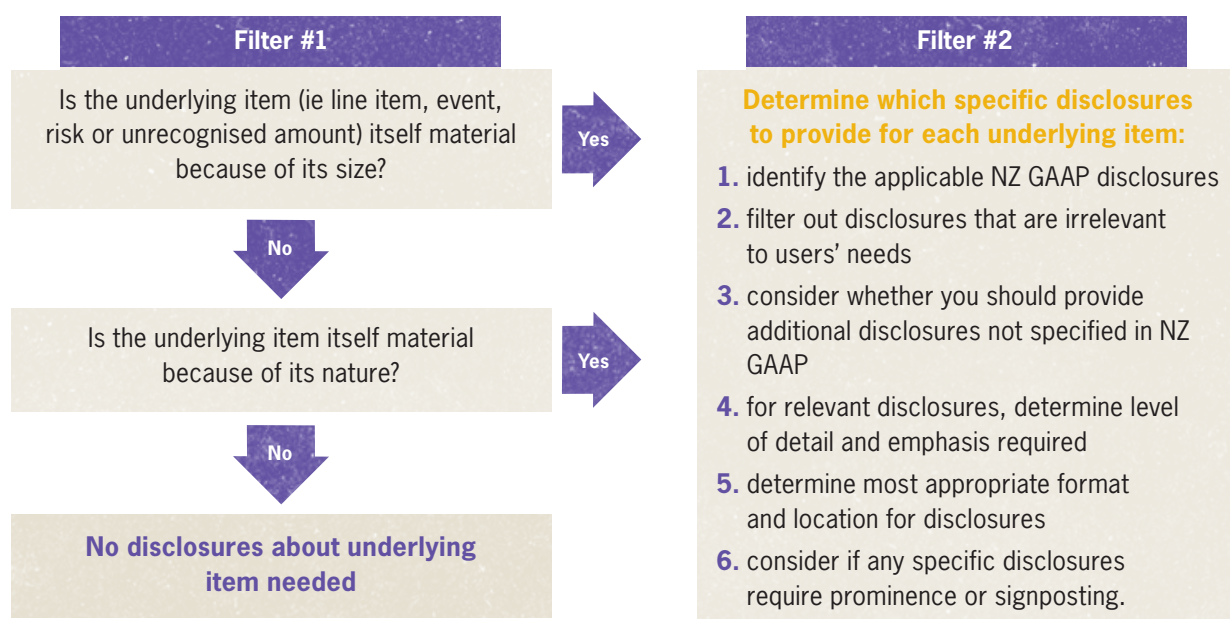 Filter #1
Is the underlying item (ie line item, event,
risk or unrecognised amount) itself material
because of its size?
Yes
No
Is the underlying item itself material
because of its nature?
Yes
No
No disclosures about underlying
item needed
Filter #2
Determine which specific disclosures
to provide for each underlying item:
1. identify the applicable NZ GAAP disclosures
2. filter out disclosures that are irrelevant
to users’ needs
3. consider whether you should provide
additional disclosures not specified in NZ
GAAP
4. for relevant disclosures, determine level
of detail and emphasis required
5. determine most appropriate format
and location for disclosures
6. consider if any specific disclosures
require prominence or signposting.